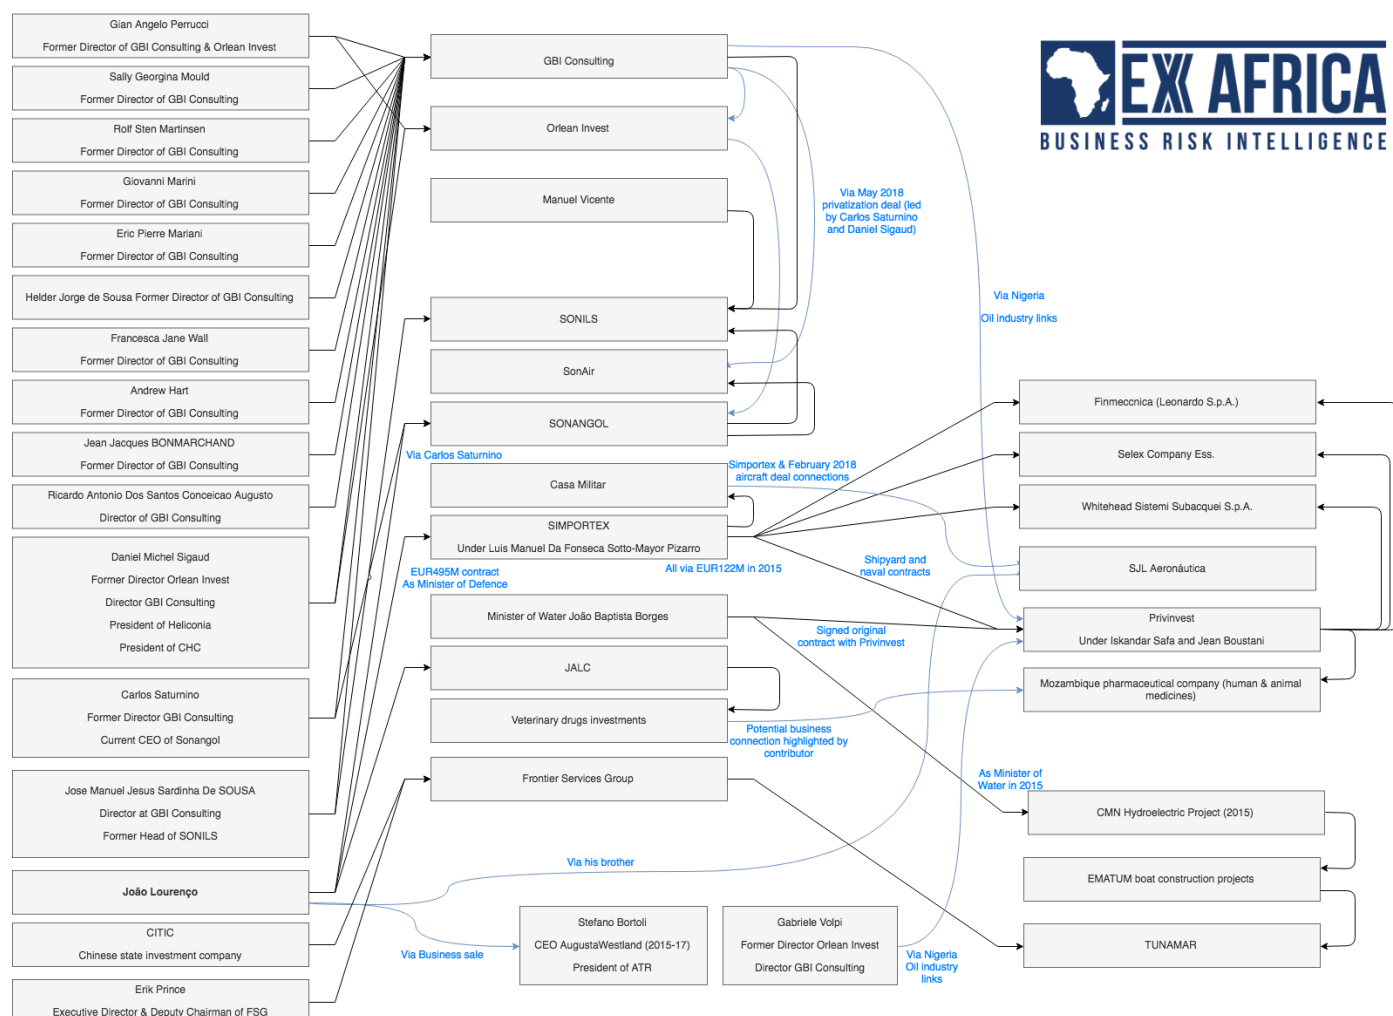 Gian Angelo Perrucci
Former Director of GBI Consulting & Orlean Invest
Sally Georgina Mould
Former Director of GBI Consulting
Rolf Sten Martinsen
Former Director of GBI Consulting
Giovanni Marini
Former Director of GBI Consulting
Eric Pierre Mariani
Former Director of GBI Consulting
Helder Jorge de Sousa Former Director of GBI Consulting
Francesca Jane Wall
Former Director of GBI Consulting
Andrew Hart
Former Director of GBI Consulting
Jean Jacques BONMARCHAND
Former Director of GBI Consulting
Ricardo Antonio Dos Santos Conceicao Augusto
Director of GBI Consulting
Daniel Michel Sigaud
Former Director Orlean Invest
Director GBI Consulting
President of Heliconia
President of CHC
Carlos Saturnino
Former Director GBI Consulting
Current CEO of Sonangol
Jose Manuel Jesus Sardinha De SOUSA
Director at GBI Consulting
Former Head of SONILS
João Lourenço
CITIC
Chinese state investment company
Erik Prince
Executive Director & Deputy Chairman of FSG
GBI Consulting
Orlean Invest
Manuel Vicente
SONILS
SonAir
SONANGOL
Via Carlos Saturnino
Casa Militar
SIMPORTEX
Under Luis Manuel Da Fonseca Sotto-Mayor Pizarro
EUR495M contract
As Minister of Defence
All via EUR122M in 2015
Minister of Water João Baptista Borges
JALC
Veterinary drugs investments
Frontier Services Group
Via his brother
Via Business sale
Stefano Bortoli
CEO AugustaWestland (2015-17)
President of ATR
Gabriele Volpi
Former Director Orlean Invest
Director GBI Consulting
Via Nigeria
Oil industry
links
Via May 2018
privatization deal (led
by Carlos Saturnino
and Daniel Sigaud)
Simportex & February 2018
aircraft deal connections
Shipyard and
naval contracts
Signed original
contract with Privinvest
Potential business
connection highlighted by
contributor
Via Nigeria
Oil industry links
As Minister of
Water in 2015
EXX AFRICA
BUSINESS RISK INTELLIGENCE
Finmeccnica (Leonardo S.p.A.)
Selex Company Ess.
Whitehead Sistemi Subacquei S.p.A.
SJL Aeronáutica
Privinvest
Under Iskandar Safa and Jean Boustani
Mozambique pharmaceutical company (human & animal
medicines)
CMN Hydroelectric Project (2015)
EMATUM boat construction projects
TUNAMAR